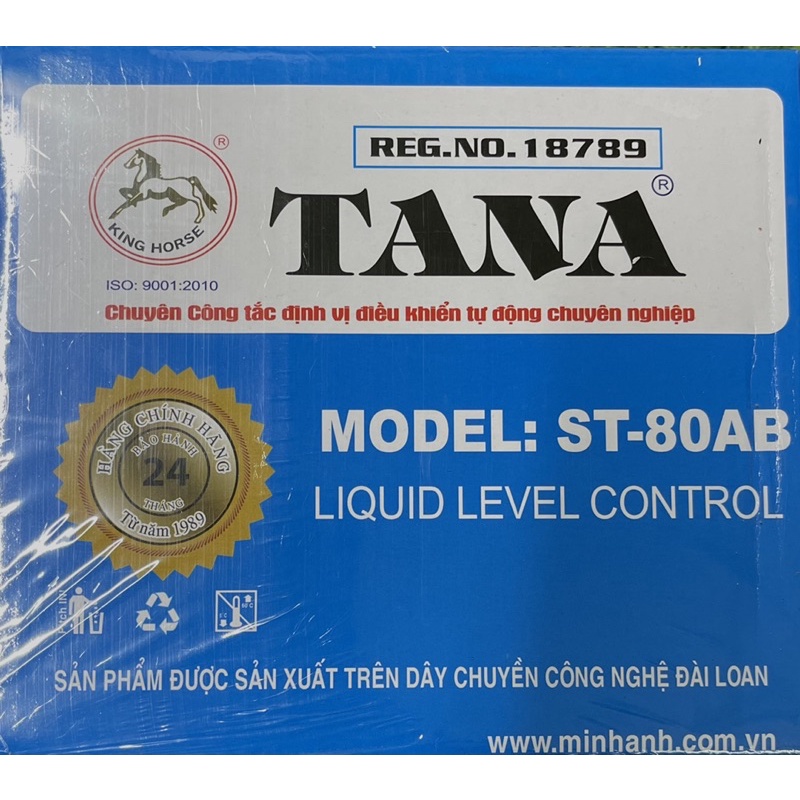 REG.NO.18789
®
KING HORSE
TANA®
ISO: 9001:2010
Chuyên Công tắc định vị điều khiển tự động chuyên nghiệp
HÀNG CHÍNH HÃNG
BẢO HÀNH
24
THÁNG
Từ năm 1989
MODEL: ST-80AB
LIQUID LEVEL CONTROL
SẢN PHẨM ĐƯỢC SẢN XUẤT TRÊN DÂY CHUYỀN CÔNG NGHỆ ĐÀI LOAN
www.minhanh.com.vn